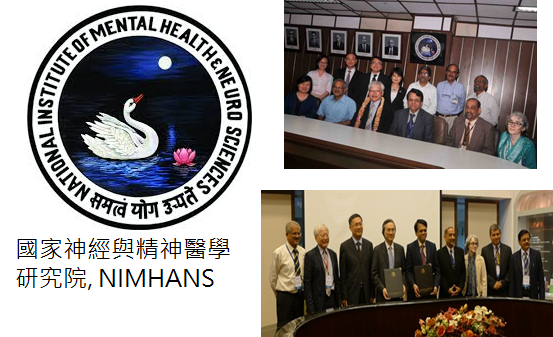 NATIONAL INSTITUTE OF MENTAL HEALTH & NEURO SCIENCES
समत्वं योग उच्यते
國家神經與精神醫學
研究院, NIMHANS